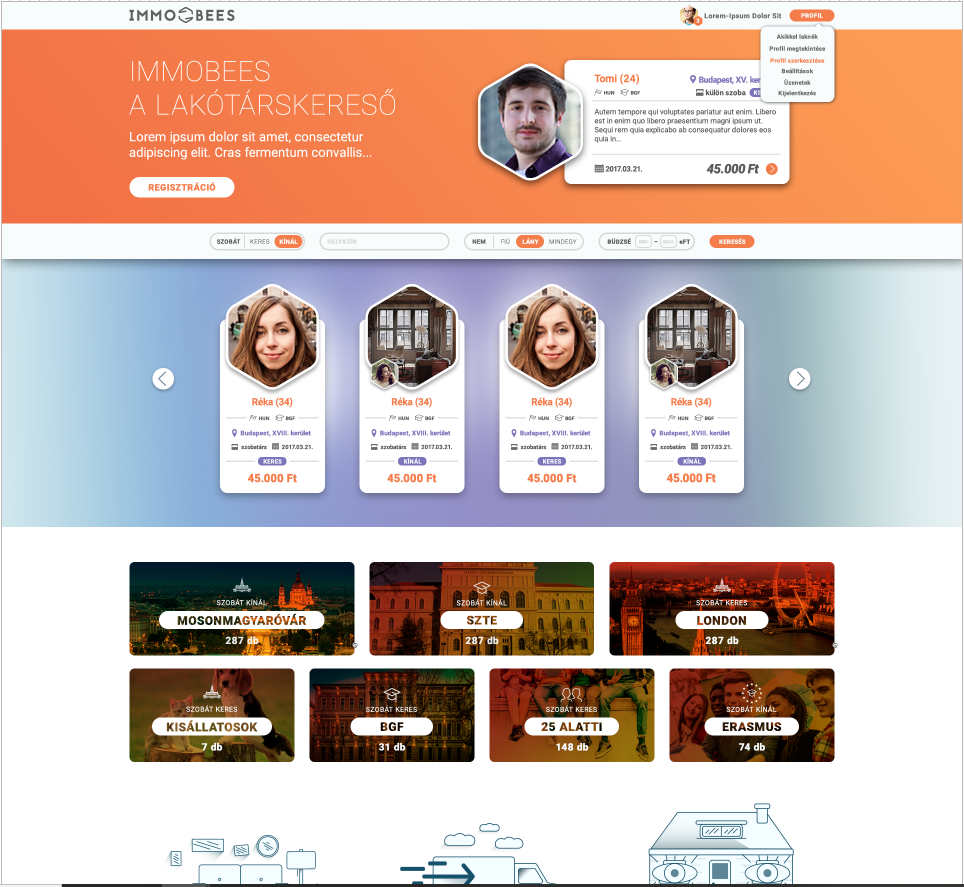 IMMOBEES
3
Lorem-Ipsum Dolor Sit
PROFIL
Akikkel laknék
Profil megtekintése
Profil szerkesztése
Beállítások
Üzenetek
Kijelentkezés
IMMOBEES
A LAKÓTÁRSKERESŐ
Lorem ipsum dolor sit amet, consectetur
adipiscing elit. Cras fermentum convallis...
REGISZTRÁCIÓ
Tomi (24)
Budapest, XV. ker
HUN BGF
külön szoba KE
Autem tempore qui voluptates pariatur aut enim. Libero
est in enim quo libero praesentium magni ipsum ut.
Sequi rem quia explicabo ab consequatur dolores eos
quia in...
2017.03.21.
45.000 Ft
SZOBÁT KERES KÍNÁL
HELYSZÍN
NEM FIÚ LÁNY MINDEGY
BÜDZSÉ MIN – MAX eFT
KERESÉS
Réka (34)
HUN BGF
Budapest, XVIII. kerület
szobatárs 2017.03.21.
KERES
45.000 Ft
Réka (34)
HUN BGF
Budapest, XVIII. kerület
szobatárs 2017.03.21.
KÍNÁL
45.000 Ft
Réka (34)
HUN BGF
Budapest, XVIII. kerület
szobatárs 2017.03.21.
KERES
45.000 Ft
Réka (34)
HUN BGF
Budapest, XVIII. kerület
szobatárs 2017.03.21.
KÍNÁL
45.000 Ft
SZOBÁT KÍNÁL
MOSONMAGYARÓVÁR
287 db
SZOBÁT KÍNÁL
SZTE
287 db
SZOBÁT KERES
LONDON
287 db
SZOBÁT KERES
KISÁLLATOSOK
7 db
SZOBÁT KERES
BGF
31 db
SZOBÁT KERES
25 ALATTI
148 db
SZOBÁT KÍNÁL
ERASMUS
74 db